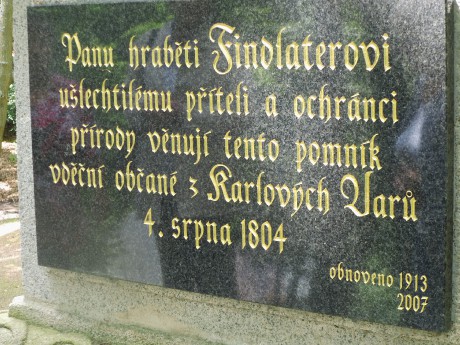 Panu hraběti Findlaterovi
ušlechtilému příteli a ochránci
přírody věnují tento pomník
vděční občané z Karlových Varů
4. srpna 1804
obnoveno 1913
2007